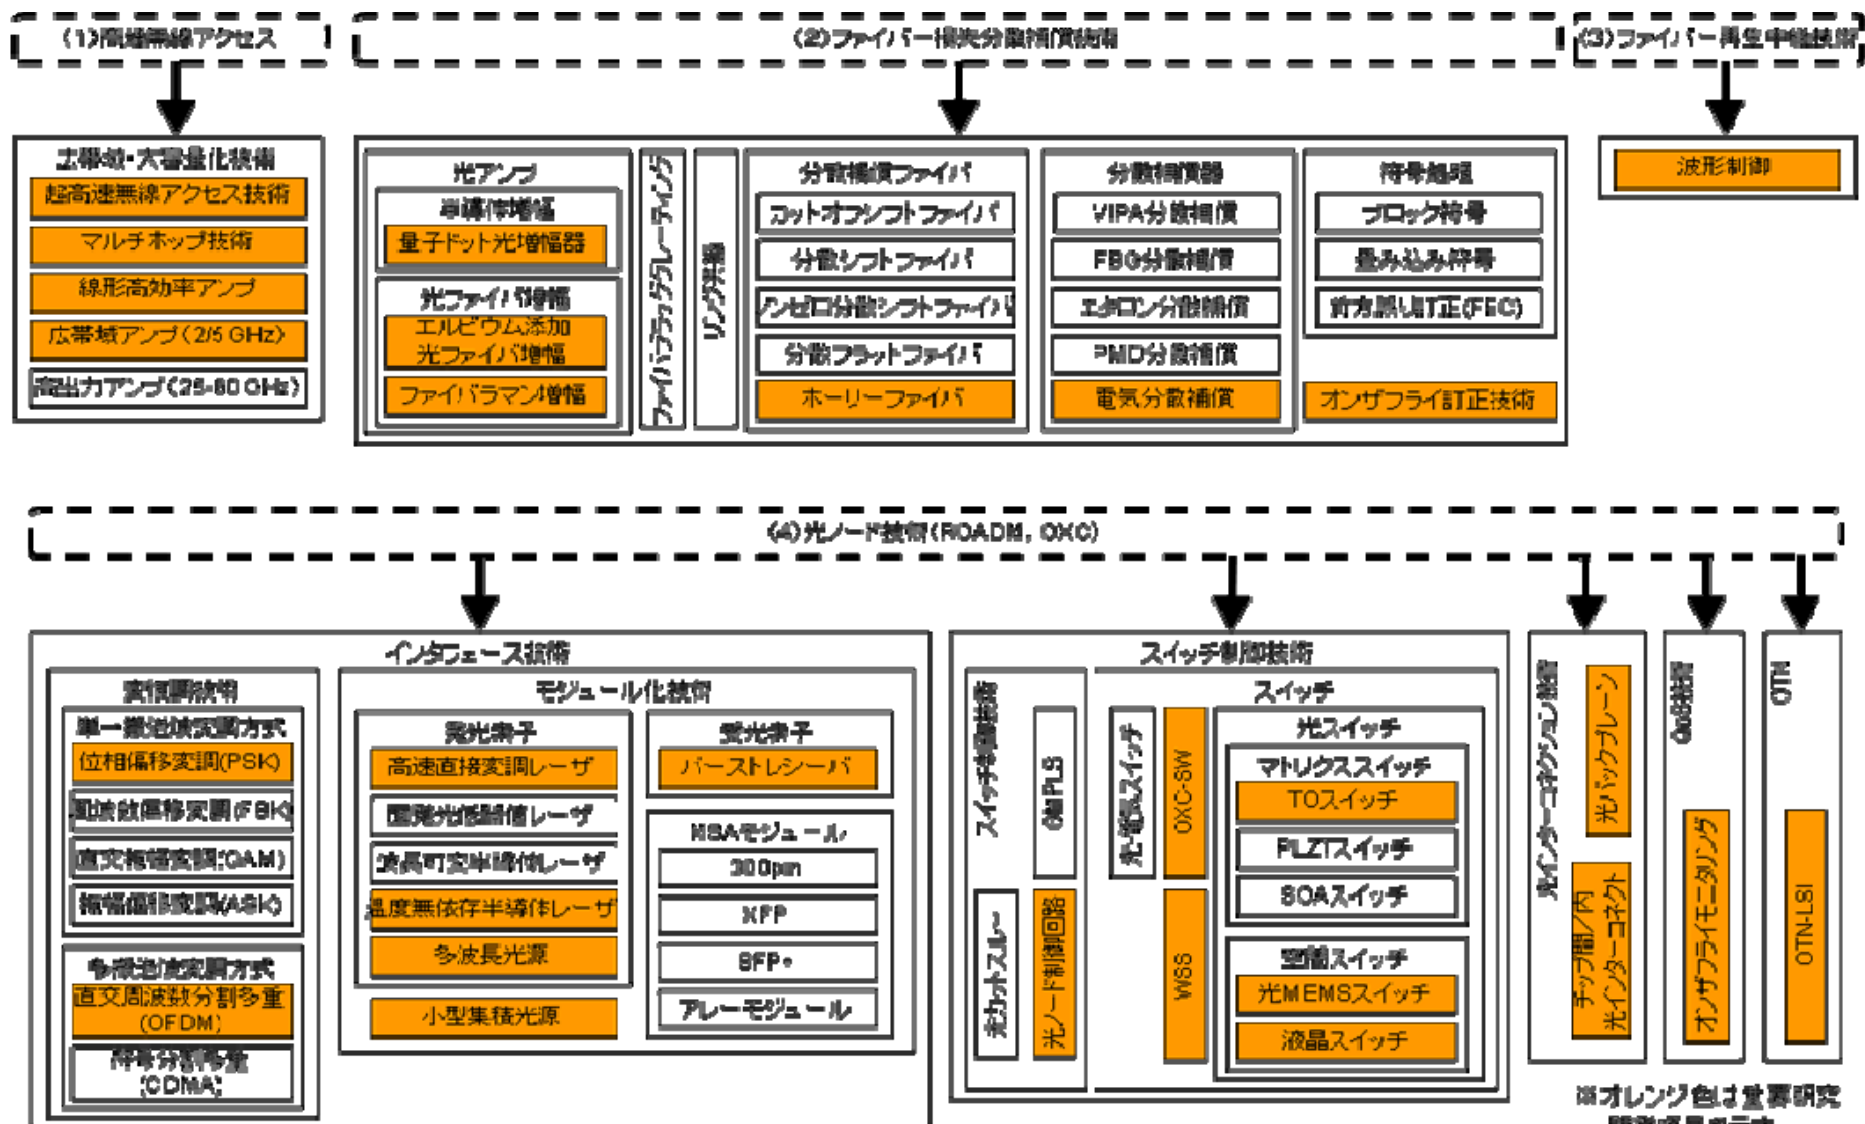 (2)ファイバー損失分散補償技術
(3)ファイバー再生中継技術
広帯域・大容量化技術
超高速無線アクセス技術
マルチホップ技術
線形高効率アンプ
広帯域アンプ(2/5 GHz)
高出力アンプ(25-60 GHz)
光アンプ
半導体増幅
量子ドット光増幅器
光ファイバ増幅
エルビウム添加
光ファイバ増幅
ファイバラマン増幅
ファイバブラッググレーティング
リング共振
分散補償ファイバ
カットオフシフトファイバ
分散シフトファイバ
ノンゼロ分散シフトファイバ
分散フラットファイバ
ホーリーファイバ
分散補償器
VIPA分散補償
FBG分散補償
エタロン分散補償
PMD分散補償
電気分散補償
符号処理
ブロック符号
畳み込み符号
前方誤り訂正(FEC)
オンザフライ訂正技術
波形制御
(4)光ノード技術(ROADM, OXC)
インタフェース技術
変復調技術
単一搬送波変調方式
位相偏移変調(PSK)
周波数偏移変調(FSK)
直交振幅変調(QAM)
振幅偏移変調(ASK)
多搬送波変調方式
直交周波数分割多重
(OFDM)
符号分割多重
(CDMA)
モジュール化技術
発光素子
高速直接変調レーザ
面発光低閾値レーザ
波長可変半導体レーザ
温度無依存半導体レーザ
多波長光源
小型集積光源
受光素子
バーストレシーバ
MSAモジュール
300pin
XFP
SFP+
アレーモジュール
スイッチ制御技術
スイッチ制御技術
GMPLS
光カットスルー
光ノード制御回路
スイッチ
光・電気スイッチ
OXC-SW
WSS
光スイッチ
マトリクススイッチ
TOスイッチ
PLZTスイッチ
SOAスイッチ
空間スイッチ
光MEMSスイッチ
液晶スイッチ
光インターコネクション技術
光バックプレーン
チップ間/内
光インターコネクト
QoS技術
オンザフライモニタリング
OTN
OTN-LSI
※オレンジ色は重要研究